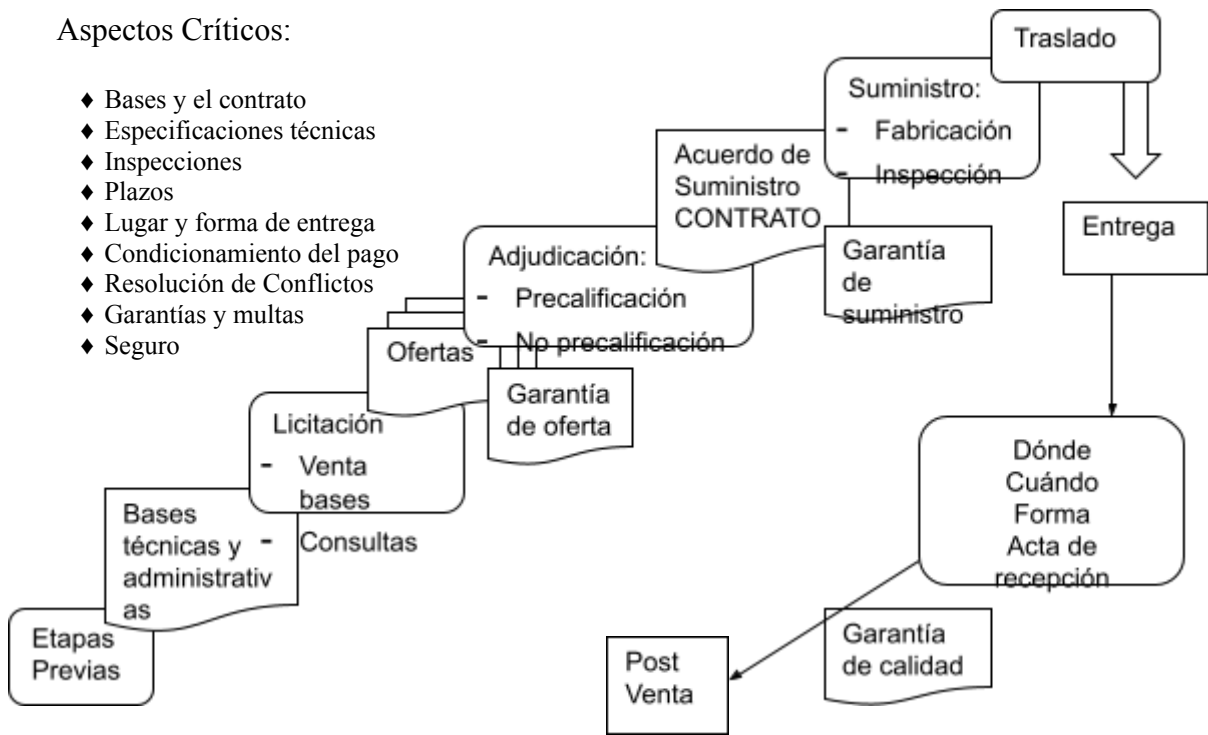 Aspectos Críticos:
♦ Bases y el contrato
♦ Especificaciones técnicas
♦ Inspecciones
♦ Plazos
♦ Lugar y forma de entrega
♦ Condicionamiento del pago
♦ Resolución de Conflictos
♦ Garantías y multas
♦ Seguro
Etapas
Previas
Bases
técnicas y
administrativ
as
Licitación
- Venta
bases
- Consultas
Ofertas
Garantía
de oferta
Adjudicación:
- Precalificación
- No precalificación
Acuerdo de
Suministro
CONTRATO
Garantía
de
suministro
Suministro:
- Fabricación
- Inspección
Traslado
Entrega
Dónde
Cuándo
Forma
Acta de
recepción
Garantía
de calidad
Post
Venta